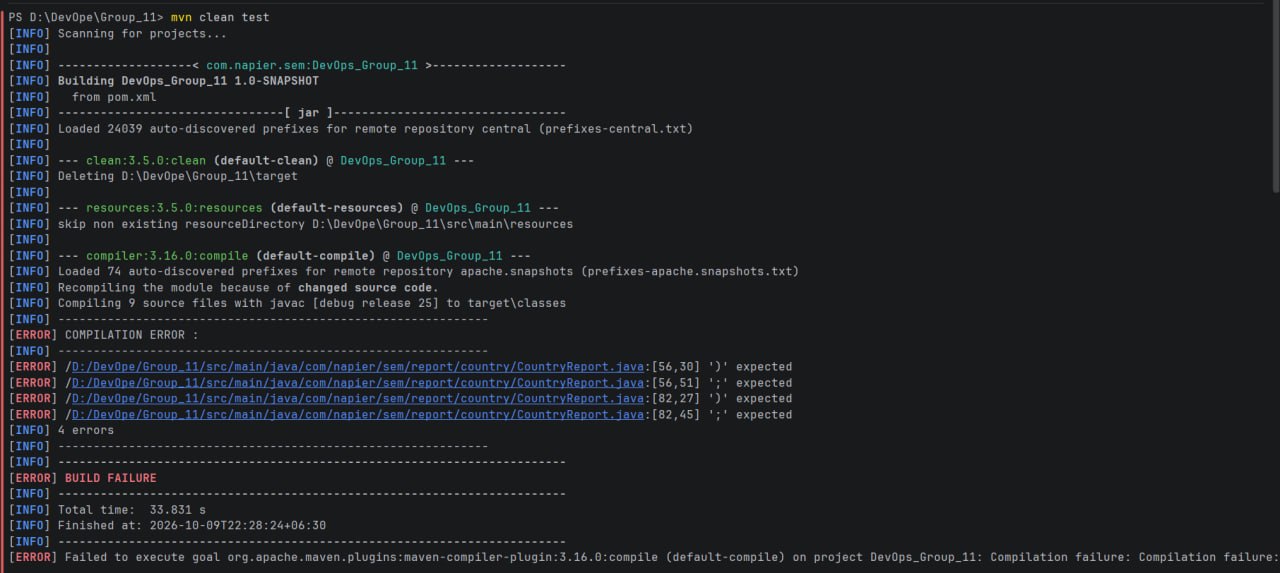 PS D:\DevOpe\Group_11> mvn clean test
[INFO] Scanning for projects...
[INFO]
[INFO] -------------------< com.napier.sem:DevOps_Group_11 >-------------------
[INFO] Building DevOps_Group_11 1.0-SNAPSHOT
[INFO]   from pom.xml
[INFO] --------------------------------[ jar ]---------------------------------
[INFO] Loaded 24039 auto-discovered prefixes for remote repository central (prefixes-central.txt)
[INFO]
[INFO] --- clean:3.5.0:clean (default-clean) @ DevOps_Group_11 ---
[INFO] Deleting D:\DevOpe\Group_11\target
[INFO]
[INFO] --- resources:3.5.0:resources (default-resources) @ DevOps_Group_11 ---
[INFO] skip non existing resourceDirectory D:\DevOpe\Group_11\src\main\resources
[INFO]
[INFO] --- compiler:3.16.0:compile (default-compile) @ DevOps_Group_11 ---
[INFO] Loaded 74 auto-discovered prefixes for remote repository apache.snapshots (prefixes-apache.snapshots.txt)
[INFO] Recompiling the module because of changed source code.
[INFO] Compiling 9 source files with javac [debug release 25] to target\classes
[INFO] -------------------------------------------------------------
[ERROR] COMPILATION ERROR :
[INFO] -------------------------------------------------------------
[ERROR] /D:/DevOpe/Group_11/src/main/java/com/napier/sem/report/country/CountryReport.java:[56,30] ')' expected
[ERROR] /D:/DevOpe/Group_11/src/main/java/com/napier/sem/report/country/CountryReport.java:[56,51] ';' expected
[ERROR] /D:/DevOpe/Group_11/src/main/java/com/napier/sem/report/country/CountryReport.java:[82,27] ')' expected
[ERROR] /D:/DevOpe/Group_11/src/main/java/com/napier/sem/report/country/CountryReport.java:[82,45] ';' expected
[INFO] 4 errors
[INFO] -------------------------------------------------------------
[INFO] ------------------------------------------------------------------------
[ERROR] BUILD FAILURE
[INFO] ------------------------------------------------------------------------
[INFO] Total time:  33.831 s
[INFO] Finished at: 2026-10-09T22:28:24+06:30
[INFO] ------------------------------------------------------------------------
[ERROR] Failed to execute goal org.apache.maven.plugins:maven-compiler-plugin:3.16.0:compile (default-compile) on project DevOps_Group_11: Compilation failure: Compilation failure: